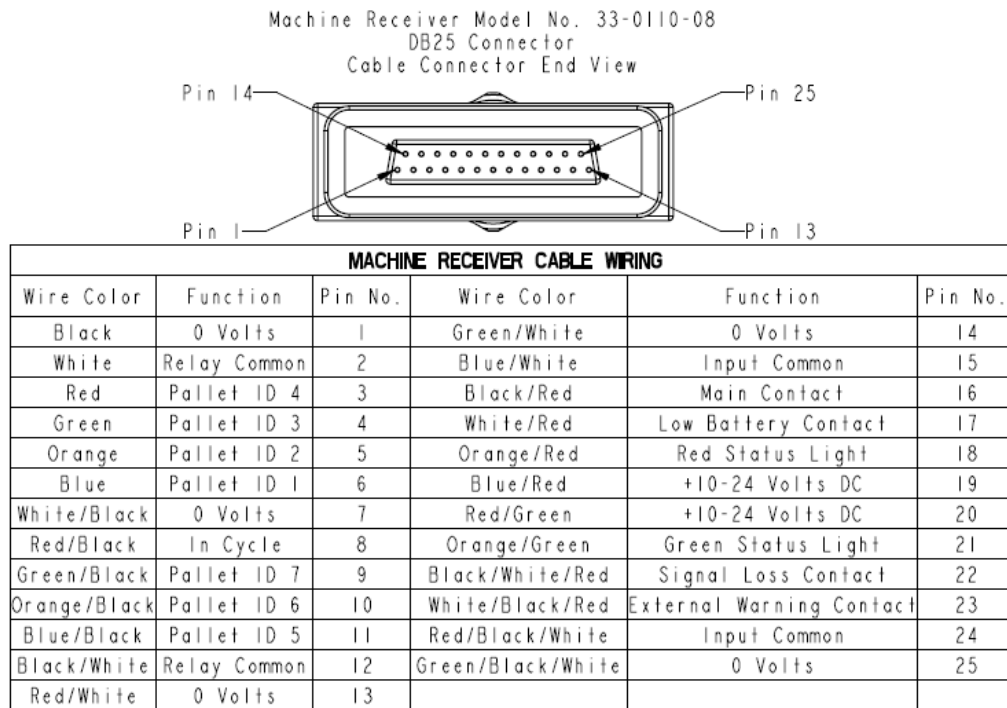 Machine Receiver Model No. 33-0110-08
DB25 Connector
Cable Connector End View
Pin 14 Pin 25
Pin 1 Pin 13
MACHINE RECEIVER CABLE WIRING
Wire Color Function Pin No. Wire Color Function Pin No.
Black 0 Volts 1 Green/White 0 Volts 14
White Relay Common 2 Blue/White Input Common 15
Red Pallet ID 4 3 Black/Red Main Contact 16
Green Pallet ID 3 4 White/Red Low Battery Contact 17
Orange Pallet ID 2 5 Orange/Red Red Status Light 18
Blue Pallet ID 1 6 Blue/Red +10-24 Volts DC 19
White/Black 0 Volts 7 Red/Green +10-24 Volts DC 20
Red/Black In Cycle 8 Orange/Green Green Status Light 21
Green/Black Pallet ID 7 9 Black/White/Red Signal Loss Contact 22
Orange/Black Pallet ID 6 10 White/Black/Red External Warning Contact 23
Blue/Black Pallet ID 5 11 Red/Black/White Input Common 24
Black/White Relay Common 12 Green/Black/White 0 Volts 25
Red/White 0 Volts 13